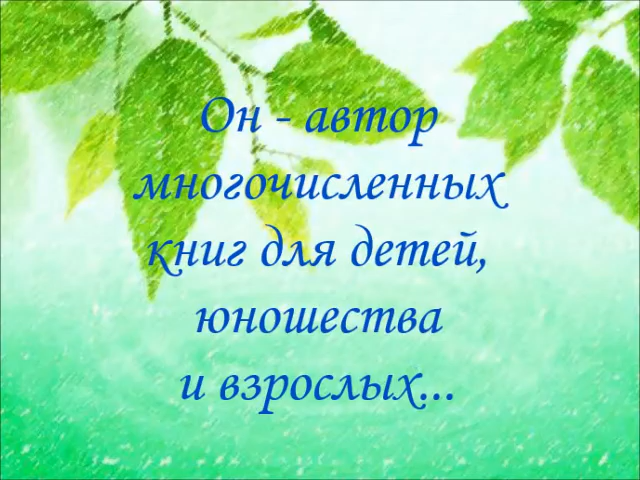 Он - автор
многочисленных
книг для детей,
юношества
и взрослых...